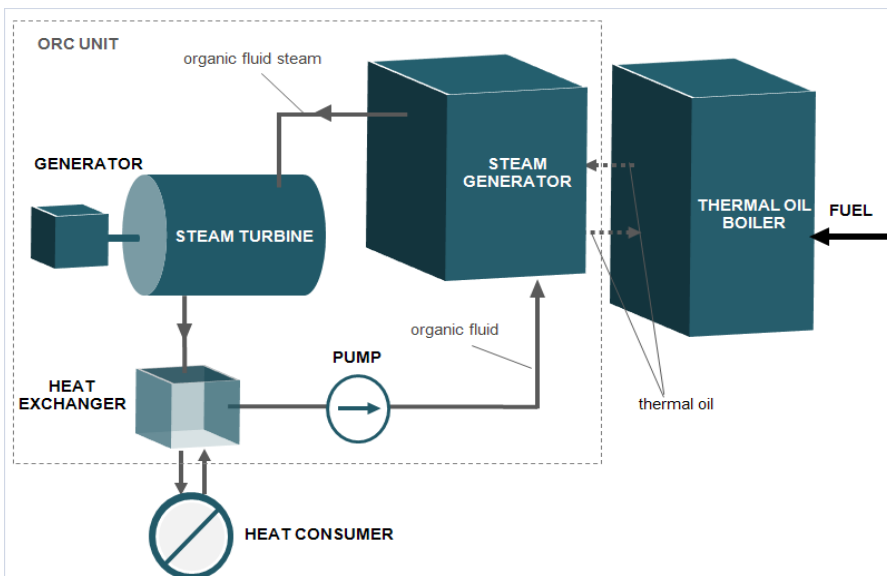 ORC UNIT
organic fluid steam
GENERATOR
STEAM TURBINE
STEAM
GENERATOR
THERMAL OIL
BOILER
FUEL
organic fluid
PUMP
HEAT
EXCHANGER
thermal oil
HEAT CONSUMER